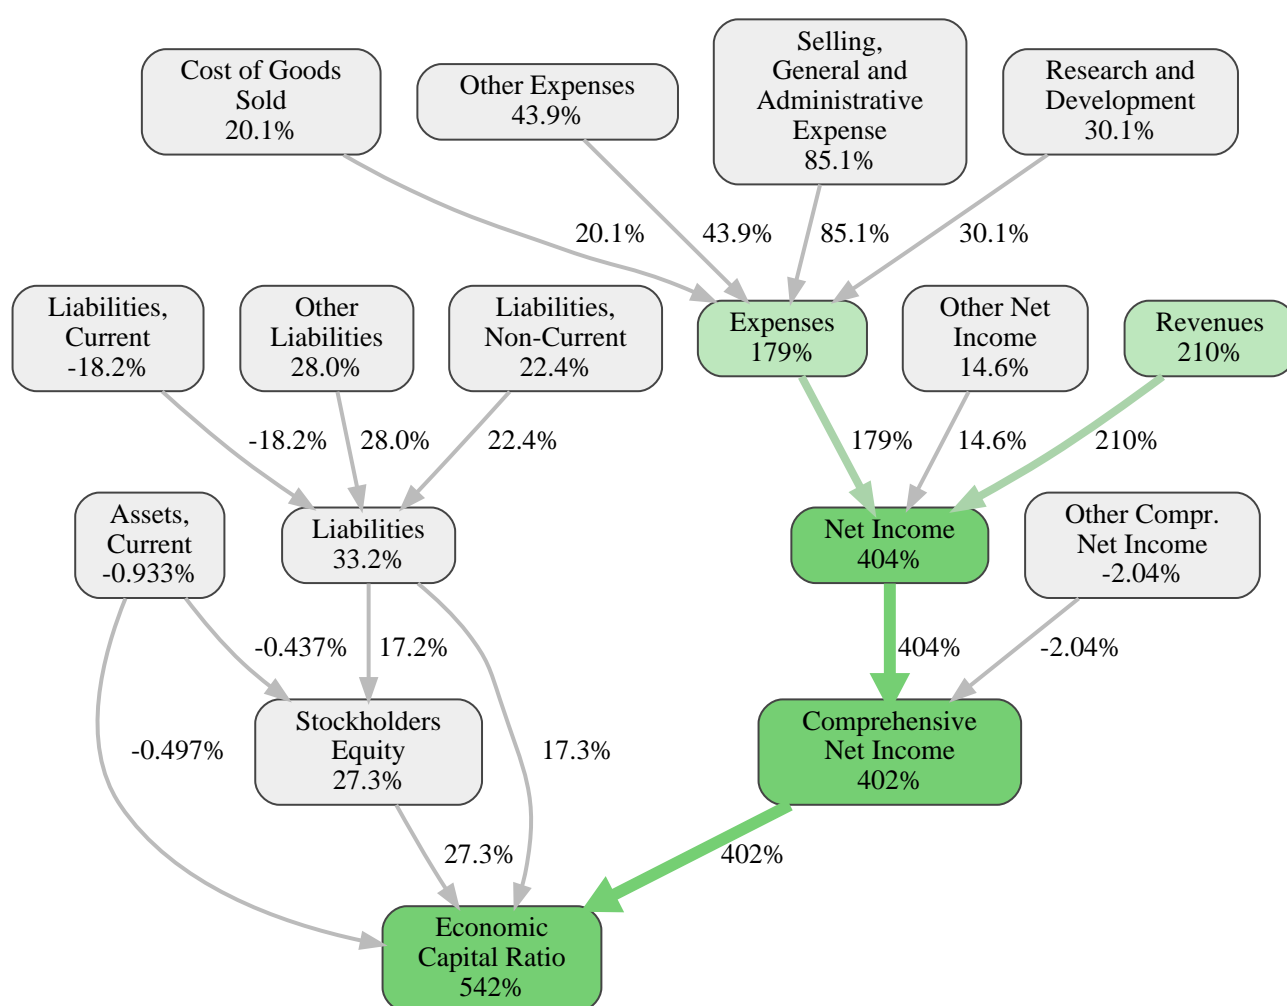 Cost of Goods
Sold
20.1%
Other Expenses
43.9%
Selling,
General and
Administrative
Expense
85.1%
Research and
Development
30.1%
20.1%
43.9%
85.1%
30.1%
Liabilities,
Current
-18.2%
Other
Liabilities
28.0%
Liabilities,
Non-Current
22.4%
Expenses
179%
Other Net
Income
14.6%
Revenues
210%
-18.2%
28.0%
22.4%
179%
14.6%
210%
Assets,
Current
-0.933%
Liabilities
33.2%
Net Income
404%
Other Compr.
Net Income
-2.04%
-0.437%
17.2%
404%
-2.04%
-0.497%
Stockholders
Equity
27.3%
17.3%
Comprehensive
Net Income
402%
27.3%
402%
Economic
Capital Ratio
542%